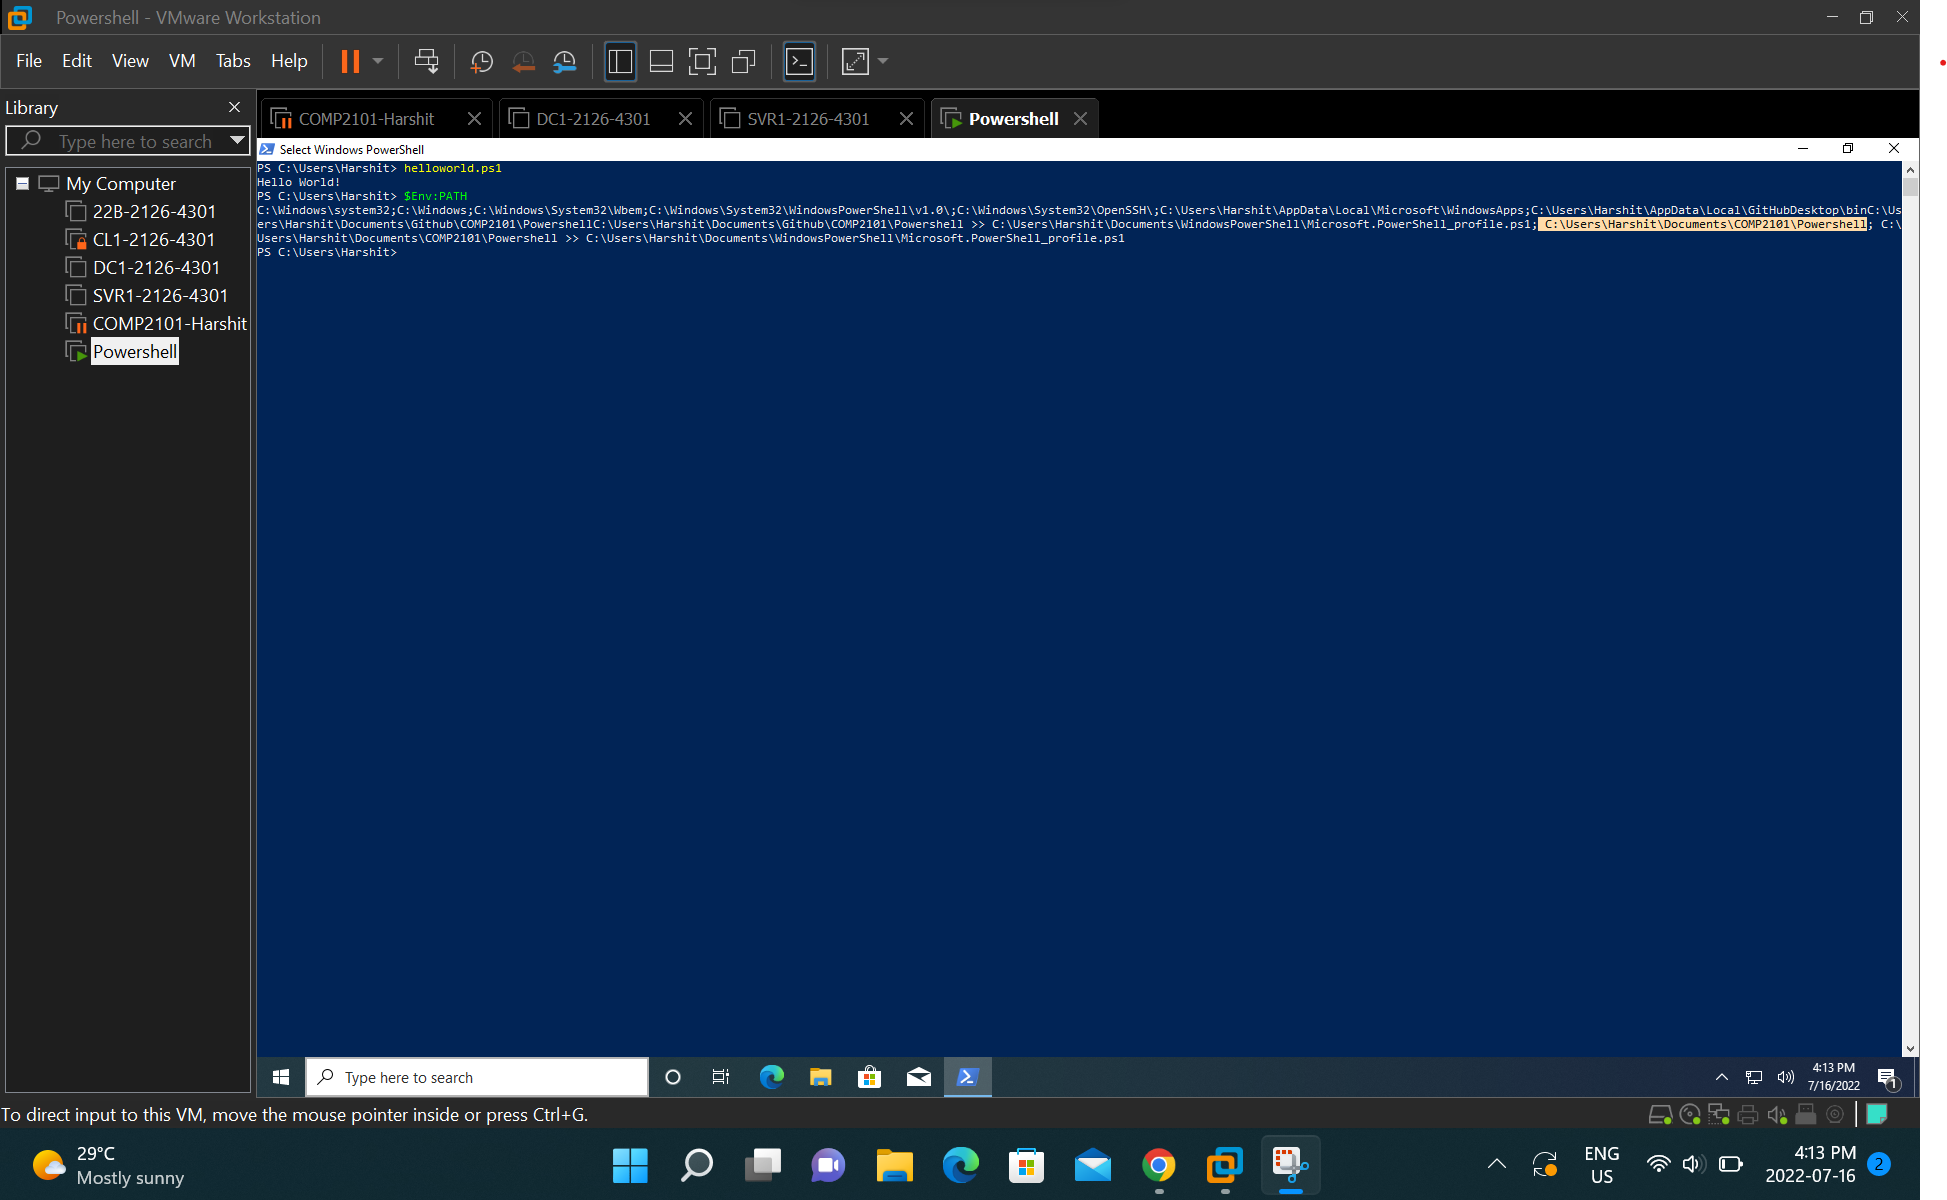 Powershell - VMware Workstation
File Edit View VM Tabs Help
Library
Type here to search
COMP2101-Harshit
DC1-2126-4301
SVR1-2126-4301
Powershell
My Computer
22B-2126-4301
CL1-2126-4301
DC1-2126-4301
SVR1-2126-4301
COMP2101-Harshit
Powershell
Select Windows PowerShell
PS C:\Users\Harshit> helloworld.ps1
Hello World!
PS C:\Users\Harshit> $Env:PATH
C:\Windows\system32;C:\Windows;C:\Windows\System32\Wbem;C:\Windows\System32\WindowsPowerShell\v1.0\;C:\Windows\System32\OpenSSH\;C:\Users\Harshit\AppData\Local\Microsoft\WindowsApps;C:\Users\Harshit\AppData\Local\GitHubDesktop\binC:\Us
ers\Harshit\Documents\Github\COMP2101\PowershellC:\Users\Harshit\Documents\Github\COMP2101\Powershell >> C:\Users\Harshit\Documents\WindowsPowerShell\Microsoft.PowerShell_profile.ps1; C:\Users\Harshit\Documents\COMP2101\Powershell; C:\
Users\Harshit\Documents\COMP2101\Powershell >> C:\Users\Harshit\Documents\WindowsPowerShell\Microsoft.PowerShell_profile.ps1
PS C:\Users\Harshit>
Type here to search
4:13 PM
7/16/2022
1
To direct input to this VM, move the mouse pointer inside or press Ctrl+G.
29°C
Mostly sunny
ENG
US
4:13 PM
2022-07-16
2